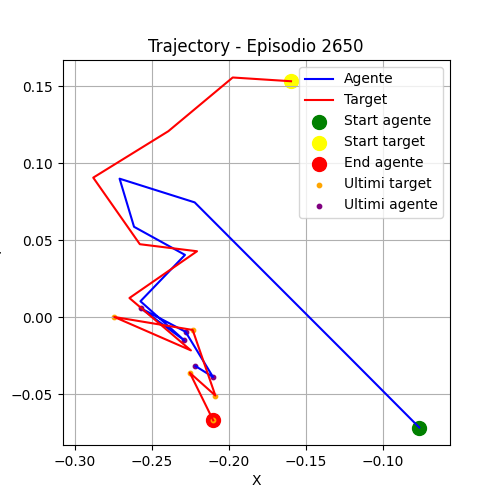 Trajectory - Episodio 2650
Agente
Target
Start agente
Start target
End agente
Ultimi target
Ultimi agente
0.15
0.10
0.05
0.00
−0.05
−0.30
−0.25
−0.20
−0.15
−0.10
X